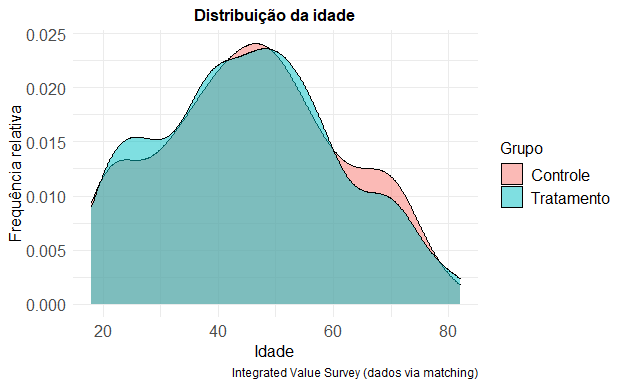 Distribuição da idade
Frequência relativa
0.025
0.020
0.015
0.010
0.005
0.000
20
40
60
80
Idade
Grupo
Controle
Tratamento
Integrated Value Survey (dados via matching)